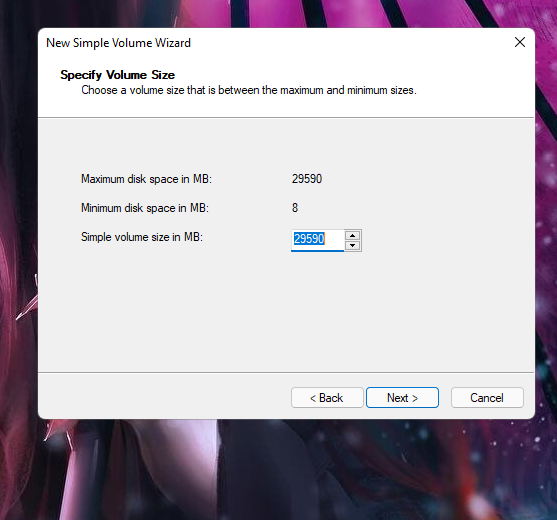 New Simple Volume Wizard
Specify Volume Size
Choose a volume size that is between the maximum and minimum sizes.
Maximum disk space in MB: 29590
Minimum disk space in MB: 8
Simple volume size in MB: 29590
< Back Next > Cancel